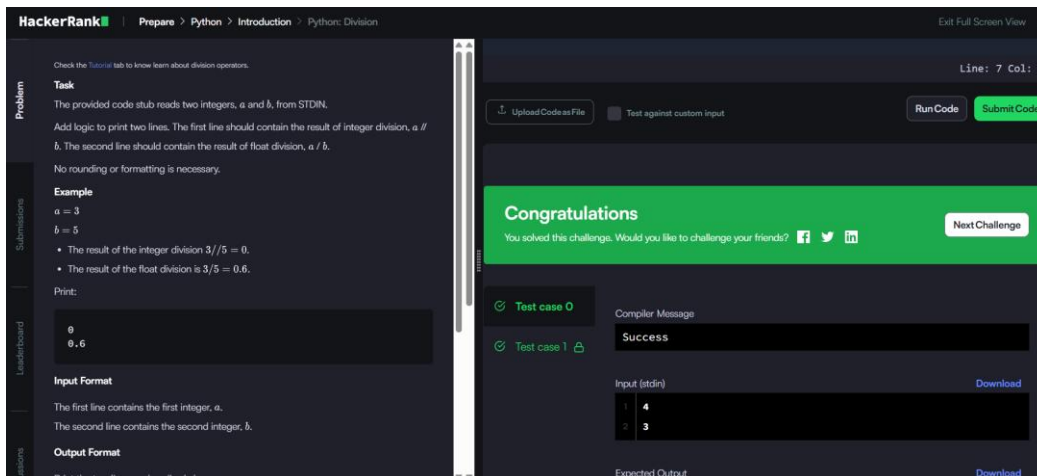 HackerRank | Prepare > Python > Introduction > Python: Division
Exit Full Screen View
Problem
Submissions
Leaderboard
Check the Tutorial tab to know learn about division operators.
Task
The provided code stub reads two integers, a and b, from STDIN.
Add logic to print two lines. The first line should contain the result of integer division, a //
b. The second line should contain the result of float division, a / b.
No rounding or formatting is necessary.
Example
a = 3
b = 5
• The result of the integer division 3//5 = 0.
• The result of the float division is 3/5 = 0.6.
Print:
0
0.6
Input Format
The first line contains the first integer, a.
The second line contains the second integer, b.
Output Format
Line: 7 Col:
Upload Code as File
Test against custom input
Run Code
Submit Code
Congratulations
You solved this challenge. Would you like to challenge your friends?
Next Challenge
Test case 0
Test case 1
Compiler Message
Success
Input (stdin)
Download
1 4
2 3
Expected Output
Download